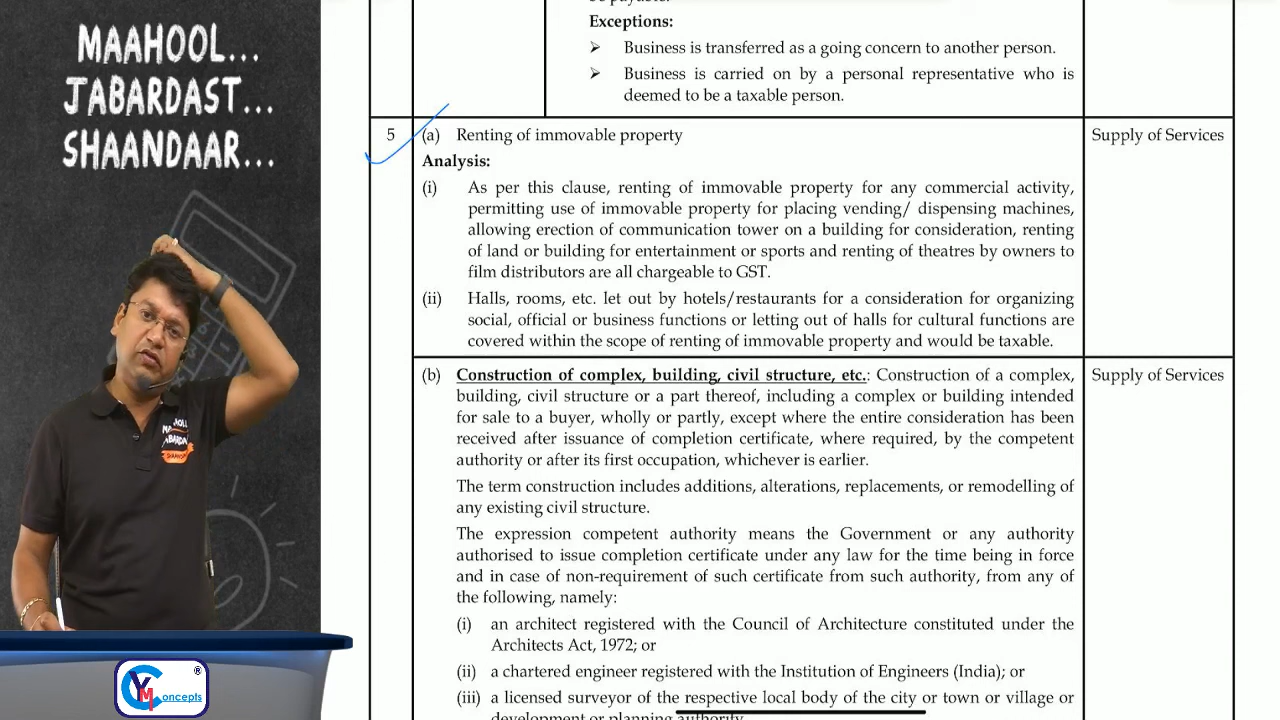 MAAHOOL...
JABARDAST...
SHAANDAAR...
be payable.
Exceptions:
➢ Business is transferred as a going concern to another person.
➢ Business is carried on by a personal representative who is
deemed to be a taxable person.
5 (a) Renting of immovable property Supply of Services
Analysis:
(i) As per this clause, renting of immovable property for any commercial activity,
permitting use of immovable property for placing vending/ dispensing machines,
allowing erection of communication tower on a building for consideration, renting
of land or building for entertainment or sports and renting of theatres by owners to
film distributors are all chargeable to GST.
(ii) Halls, rooms, etc. let out by hotels/restaurants for a consideration for organizing
social, official or business functions or letting out of halls for cultural functions are
covered within the scope of renting of immovable property and would be taxable.
(b) Construction of complex, building, civil structure, etc.: Construction of a complex, Supply of Services
building, civil structure or a part thereof, including a complex or building intended
for sale to a buyer, wholly or partly, except where the entire consideration has been
received after issuance of completion certificate, where required, by the competent
authority or after its first occupation, whichever is earlier.
The term construction includes additions, alterations, replacements, or remodelling of
any existing civil structure.
The expression competent authority means the Government or any authority
authorised to issue completion certificate under any law for the time being in force
and in case of non-requirement of such certificate from such authority, from any of
the following, namely:
(i) an architect registered with the Council of Architecture constituted under the
Architects Act, 1972; or
(ii) a chartered engineer registered with the Institution of Engineers (India); or
(iii) a licensed surveyor of the respective local body of the city or town or village or
development or planning authority
MAHOOL
SHAANDAAR
YM Concepts ®